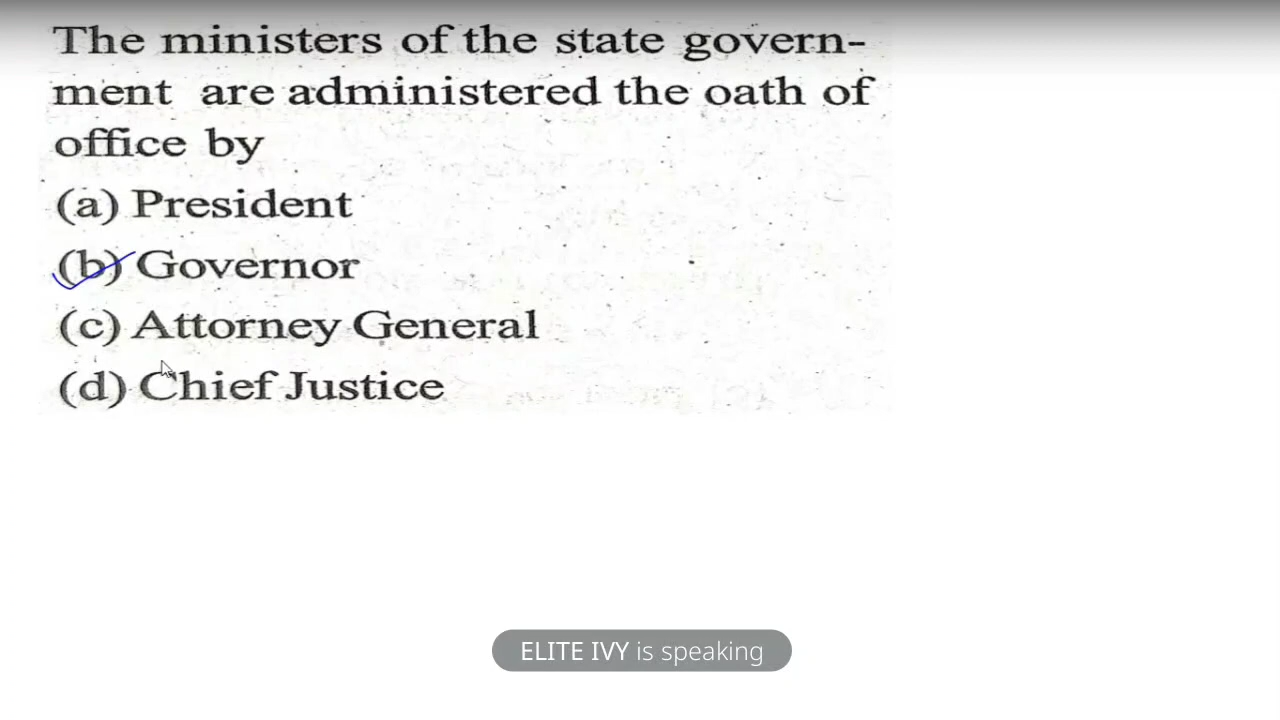 The ministers of the state govern-
ment are administered the oath of
office by
(a) President
(b) Governor
(c) Attorney General
(d) Chief Justice
ELITE IVY is speaking